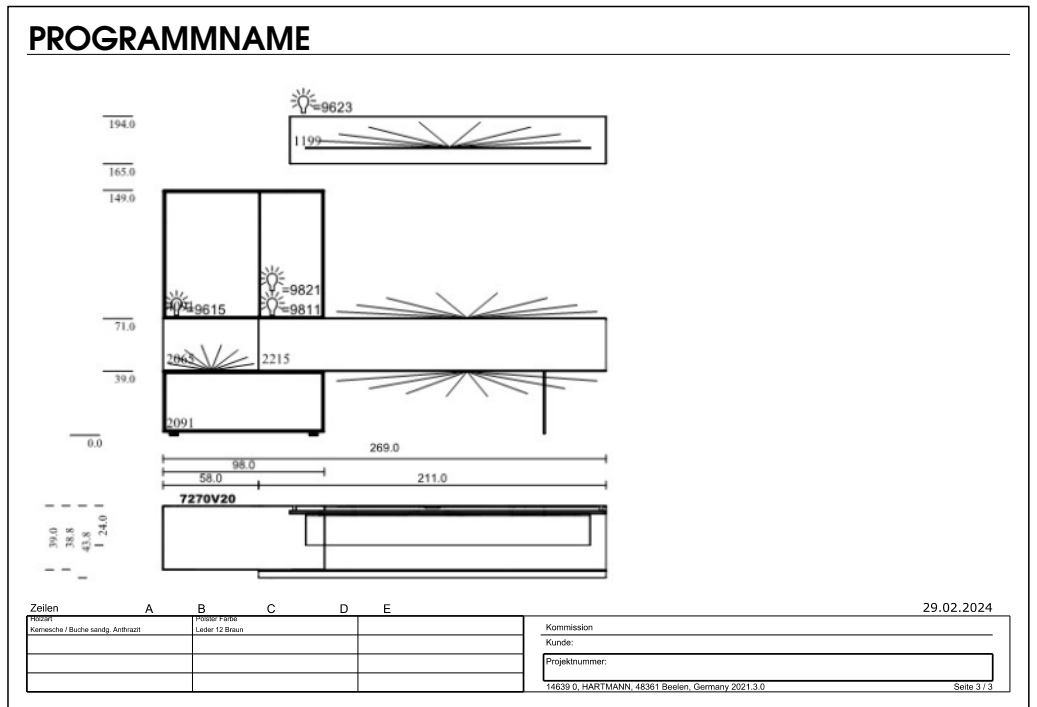 PROGRAMMNAME
=9623
194.0
1199
165.0
149.0
=9821
=9615
=9811
71.0
2065
2215
39.0
2091
0.0
269.0
98.0
58.0
211.0
7270V20
39.0
38.8
43.8
24.0
Zeilen A B C D E
29.02.2024
Holzart
Polster Farbe
Kernesche / Buche sandg. Anthrazit
Leder 12 Braun
Kommission
Kunde:
Projektnummer:
14639 0, HARTMANN, 48361 Beelen, Germany 2021.3.0
Seite 3 / 3